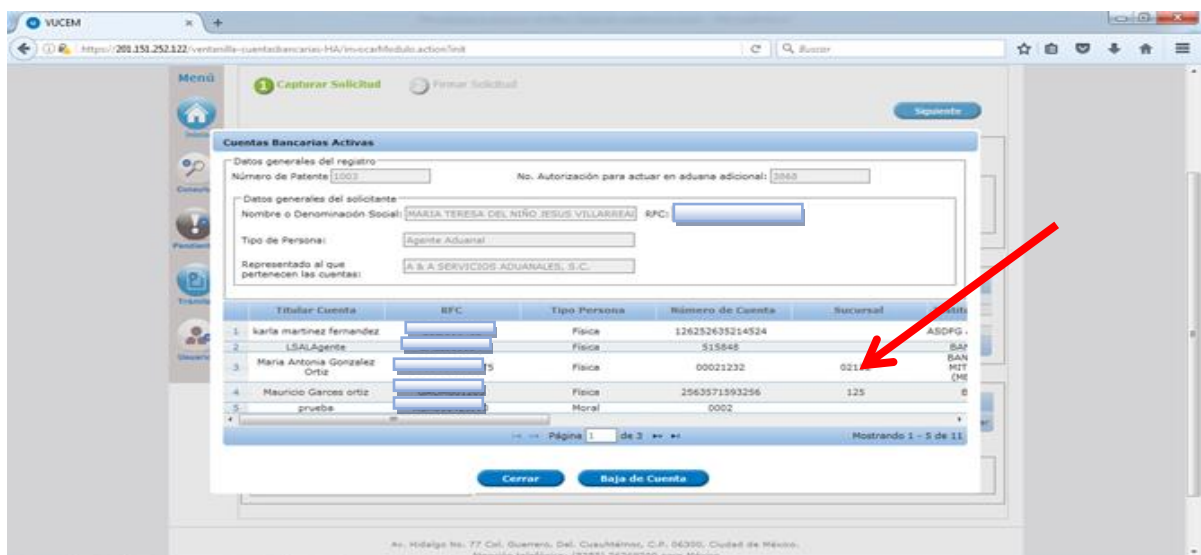 VUCEM
https://201.151.252.122/ventanilla-cuentasbancarias-HA/invocarModulo.action?init
Buscar
Menú
1 Capturar Solicitud
Firmar Solicitud
Siguiente
Inicio
Cuentas Bancarias Activas
Datos generales del registro
Número de Patente 1003
No. Autorización para actuar en aduana adicional: 3868
Datos generales del solicitante
Nombre o Denominación Social: MARIA TERESA DEL NIÑO JESUS VILLARREAL
RFC:
Tipo de Persona: Agente Aduanal
Representado al que pertenecen las cuentas: A & A SERVICIOS ADUANALES, S.C.
Titular Cuenta RFC Tipo Persona Número de Cuenta Sucursal
1 karla martinez fernandez Física 126252635214524 ASDFG
2 LSALAgente Física 515848 BAN
3 Maria Antonia Gonzalez Ortiz Física 00021232 BAN MIT (ME
4 Mauricio Garces ortiz Física 2563571593256 125 B
5 prueba Moral 0002
Página 1 de 3
Mostrando 1 - 5 de 11
Cerrar
Baja de Cuenta
Av. Hidalgo No. 77 Col. Guerrero, Del. Cuauhtémoc, C.P. 06300, Ciudad de México.